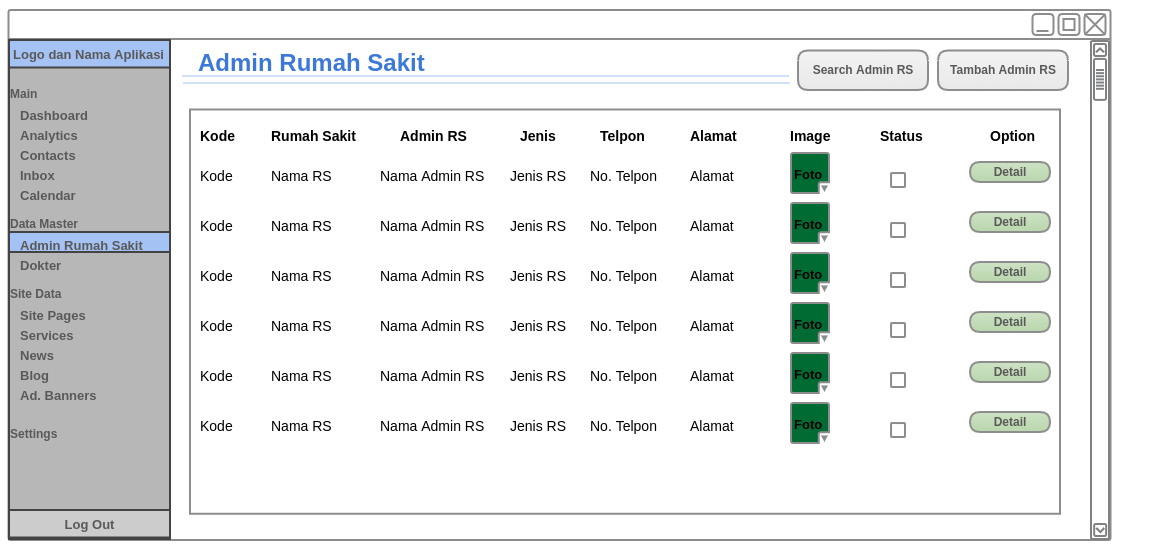 Logo dan Nama Aplikasi
Main
Dashboard
Analytics
Contacts
Inbox
Calendar
Data Master
Admin Rumah Sakit
Dokter
Site Data
Site Pages
Services
News
Blog
Ad. Banners
Settings
Log Out
Admin Rumah Sakit
Search Admin RS
Tambah Admin RS
Kode Rumah Sakit Admin RS Jenis Telpon Alamat Image Status Option
Kode Nama RS Nama Admin RS Jenis RS No. Telpon Alamat Foto Detail
Kode Nama RS Nama Admin RS Jenis RS No. Telpon Alamat Foto Detail
Kode Nama RS Nama Admin RS Jenis RS No. Telpon Alamat Foto Detail
Kode Nama RS Nama Admin RS Jenis RS No. Telpon Alamat Foto Detail
Kode Nama RS Nama Admin RS Jenis RS No. Telpon Alamat Foto Detail
Kode Nama RS Nama Admin RS Jenis RS No. Telpon Alamat Foto Detail